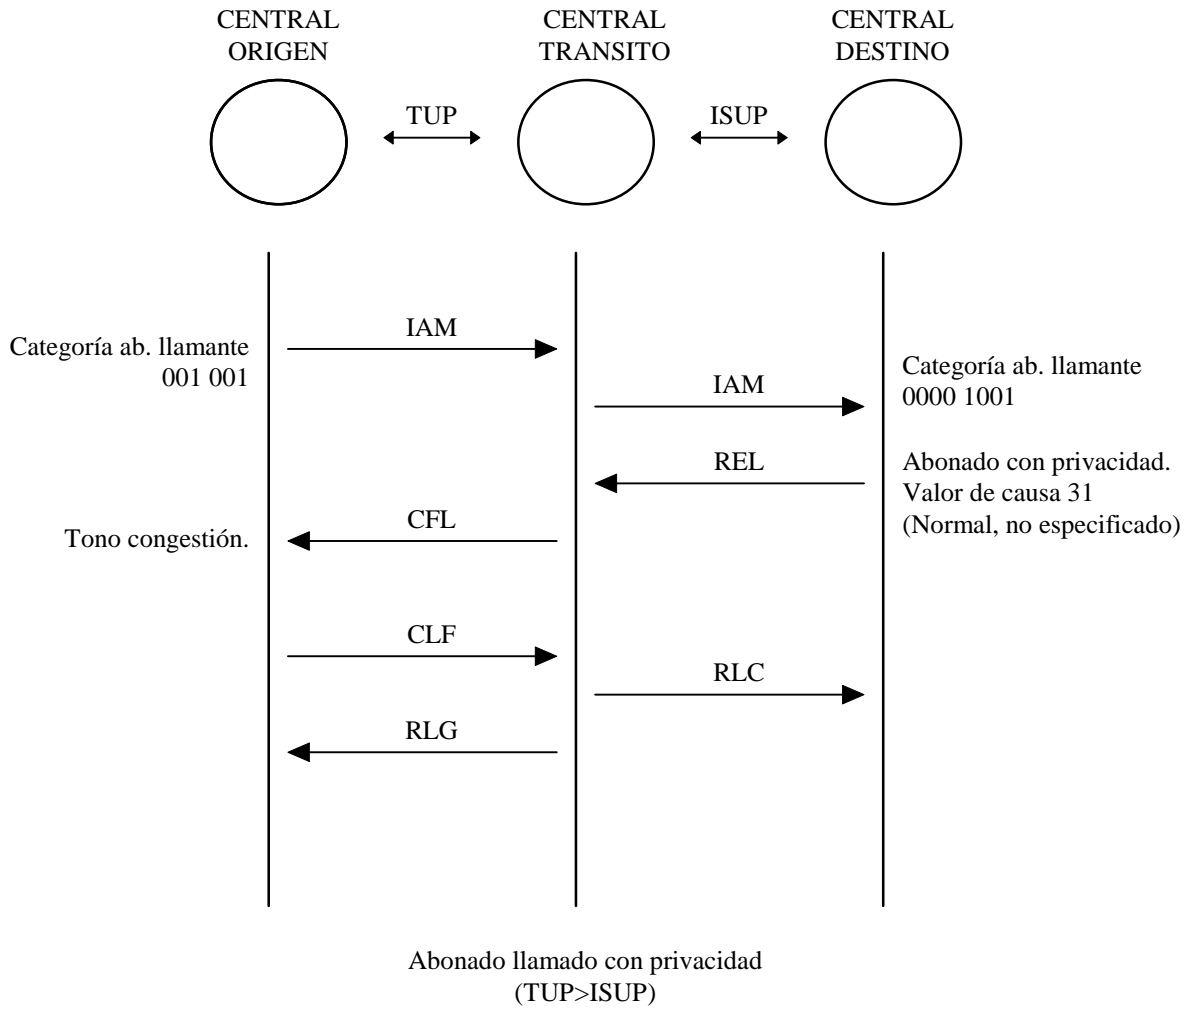 CENTRAL
ORIGEN
CENTRAL
TRANSITO
CENTRAL
DESTINO
TUP
ISUP
IAM
Categoría ab. llamante
001 001
IAM
Categoría ab. llamante
0000 1001
REL
Abonado con privacidad.
Valor de causa 31
(Normal, no especificado)
CFL
Tono congestión.
CLF
RLC
RLG
Abonado llamado con privacidad
(TUP>ISUP)